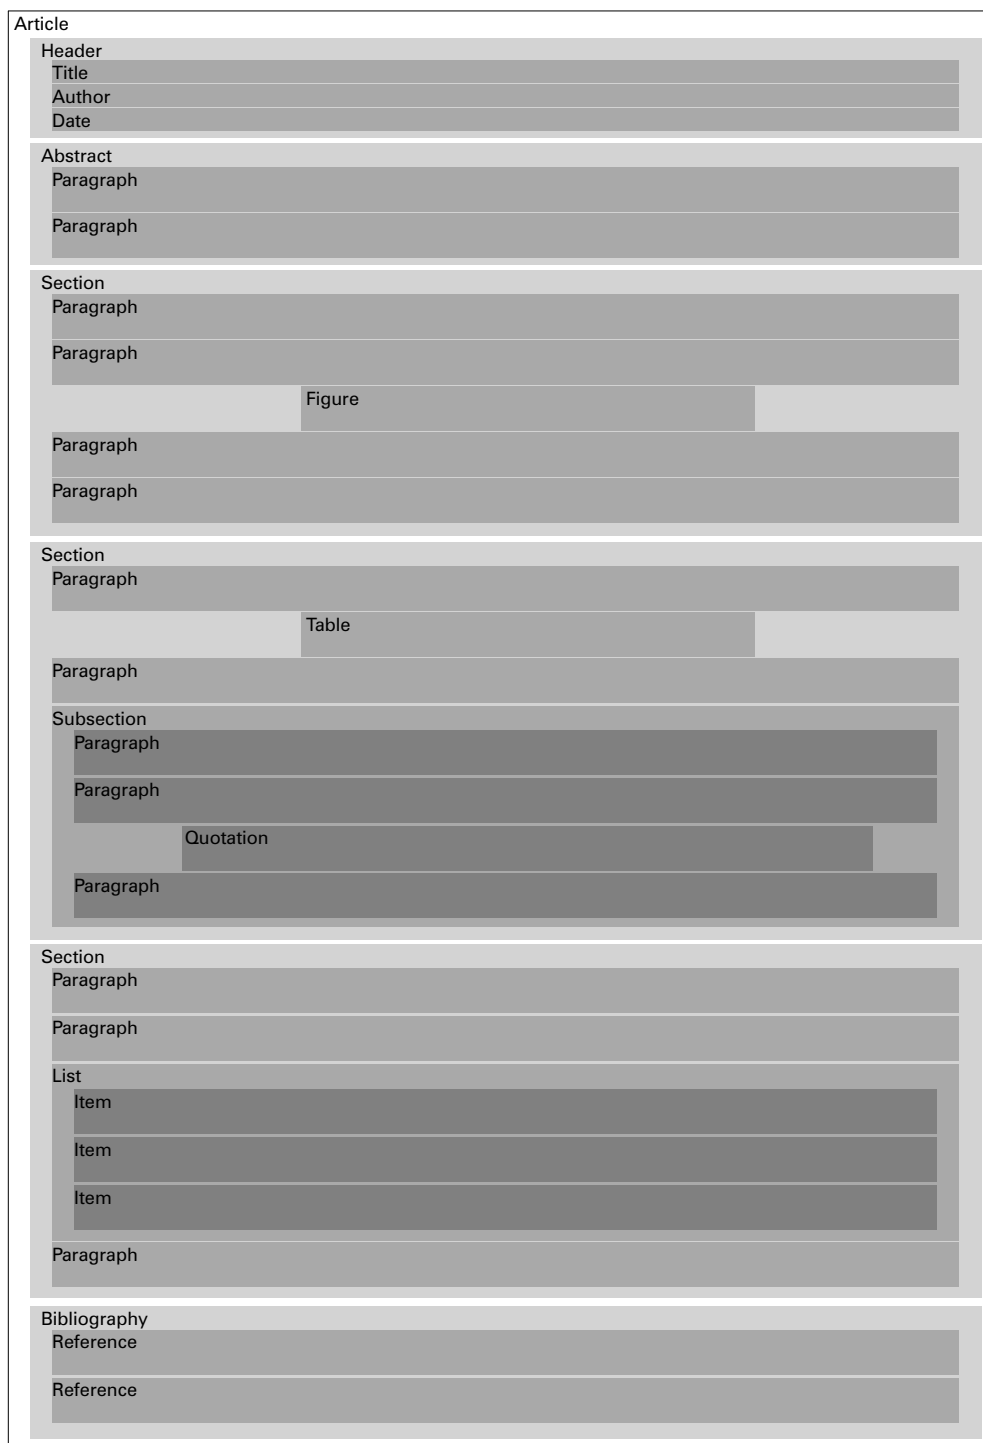 Article
Header
Title
Author
Date
Abstract
Paragraph
Paragraph
Section
Paragraph
Paragraph
Figure
Paragraph
Paragraph
Section
Paragraph
Table
Paragraph
Subsection
Paragraph
Paragraph
Quotation
Paragraph
Section
Paragraph
Paragraph
List
Item
Item
Item
Paragraph
Bibliography
Reference
Reference